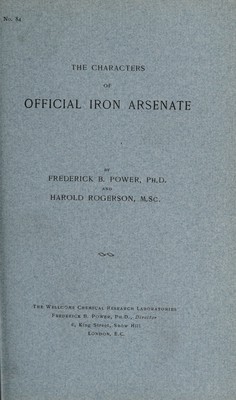 No. 84
THE CHARACTERS
OF
OFFICIAL IRON ARSENATE
BY
FREDERICK B. POWER, PH.D.
AND
HAROLD ROGERSON, M.SC.
THE WELLCOME CHEMICAL RESEARCH LABORATORIES
FREDERICK B. POWER, PH.D., Director
6, King Street, Snow Hill
LONDON, E.C.